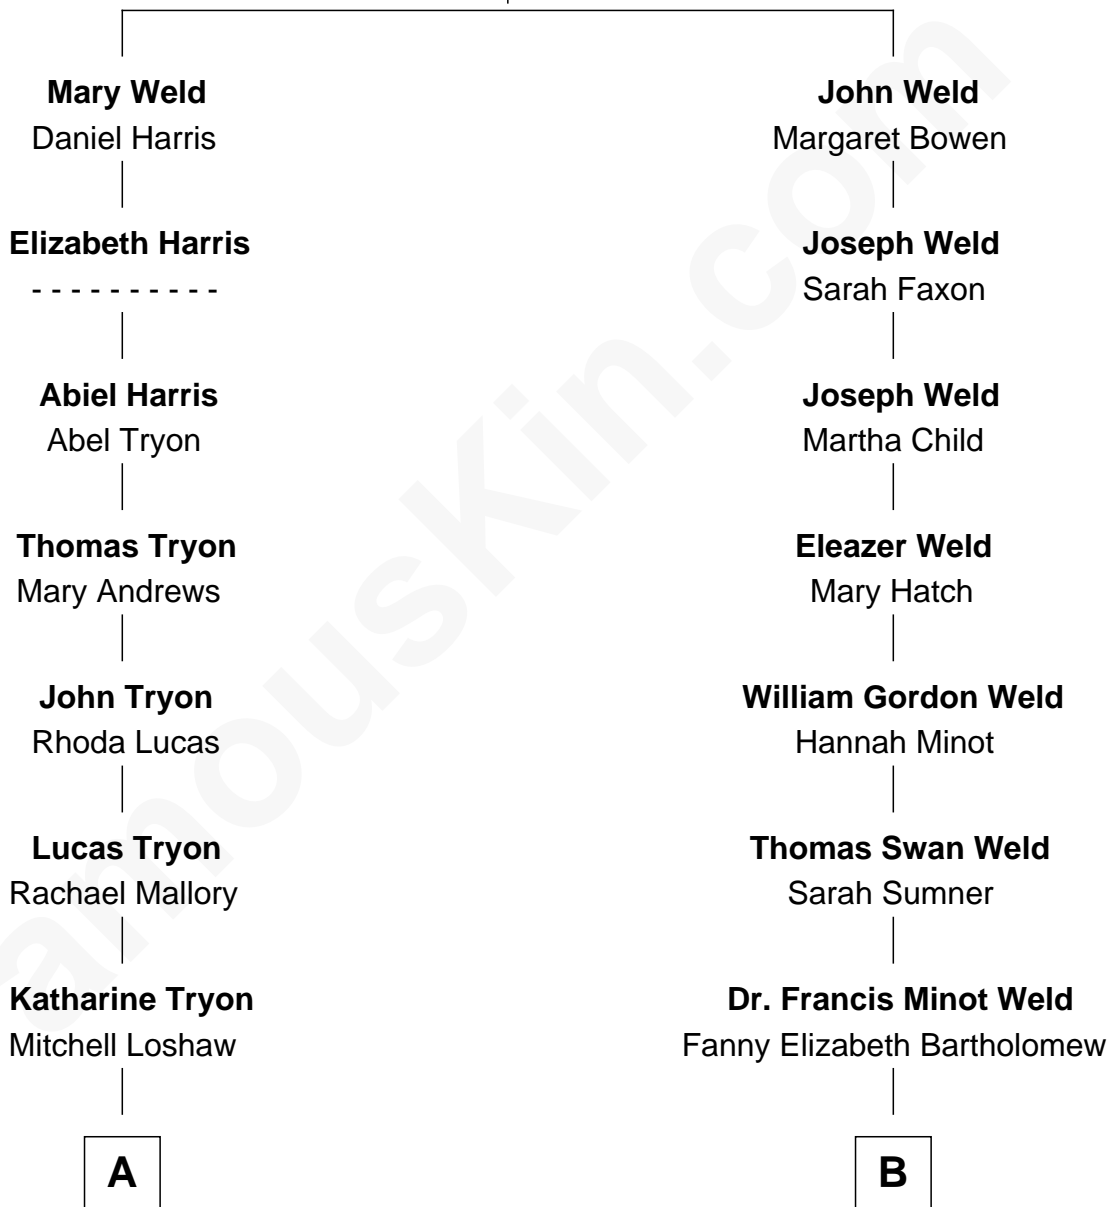 Mary Weld
Daniel Harris
John Weld
Margaret Bowen
Elizabeth Harris
- - - - - - - - - -
Joseph Weld
Sarah Faxon
Abiel Harris
Abel Tryon
Joseph Weld
Martha Child
Thomas Tryon
Mary Andrews
Eleazer Weld
Mary Hatch
John Tryon
Rhoda Lucas
William Gordon Weld
Hannah Minot
Lucas Tryon
Rachael Mallory
Thomas Swan Weld
Sarah Sumner
Katharine Tryon
Mitchell Loshaw
Dr. Francis Minot Weld
Fanny Elizabeth Bartholomew
A
B
amousKin.com